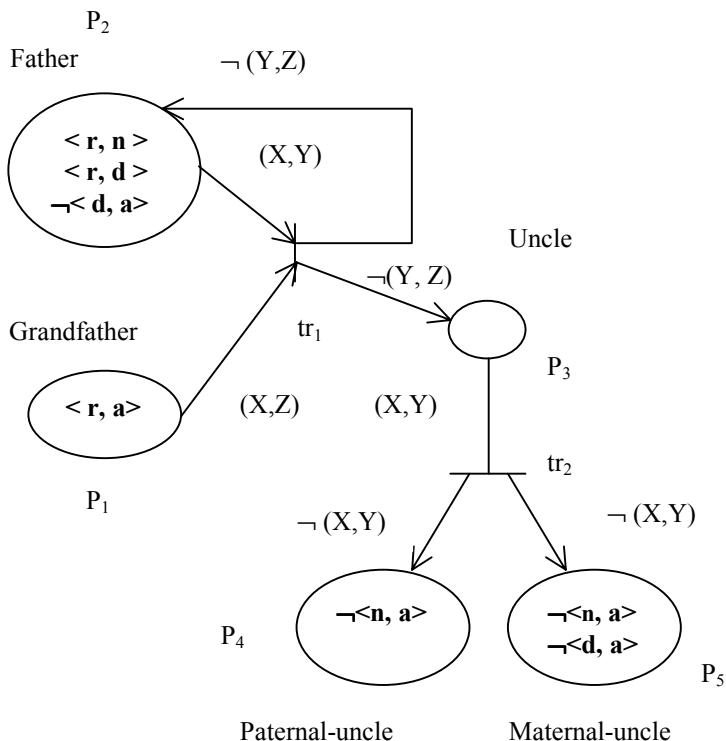 P2
Father
¬ (Y,Z)
< r, n >
< r, d >
¬< d, a>
(X,Y)
Uncle
¬(Y, Z)
Grandfather
tr1
P3
< r, a>
(X,Z)
(X,Y)
P1
tr2
¬ (X,Y)
¬ (X,Y)
¬<n, a>
¬<n, a>
¬<d, a>
P4
P5
Paternal-uncle
Maternal-uncle